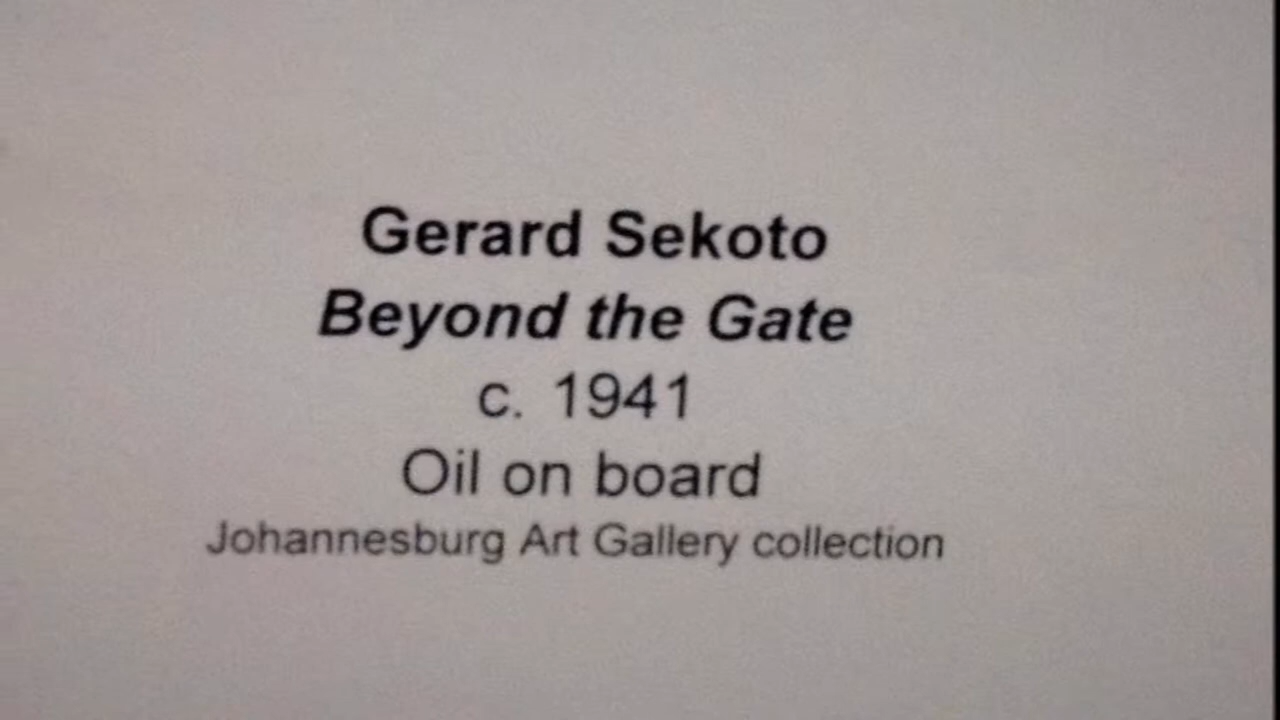 Gerard Sekoto
Beyond the Gate
c. 1941
Oil on board
Johannesburg Art Gallery collection